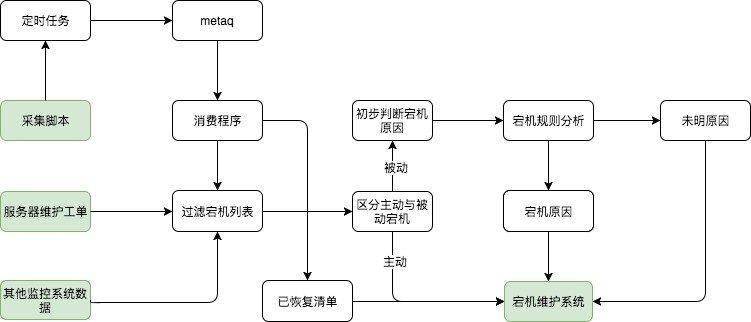 定时任务
metaq
采集脚本
消费程序
初步判断宕机
原因
宕机规则分析
未明原因
被动
服务器维护工单
过滤宕机列表
区分主动与被
动宕机
宕机原因
主动
其他监控系统数
据
已恢复清单
宕机维护系统